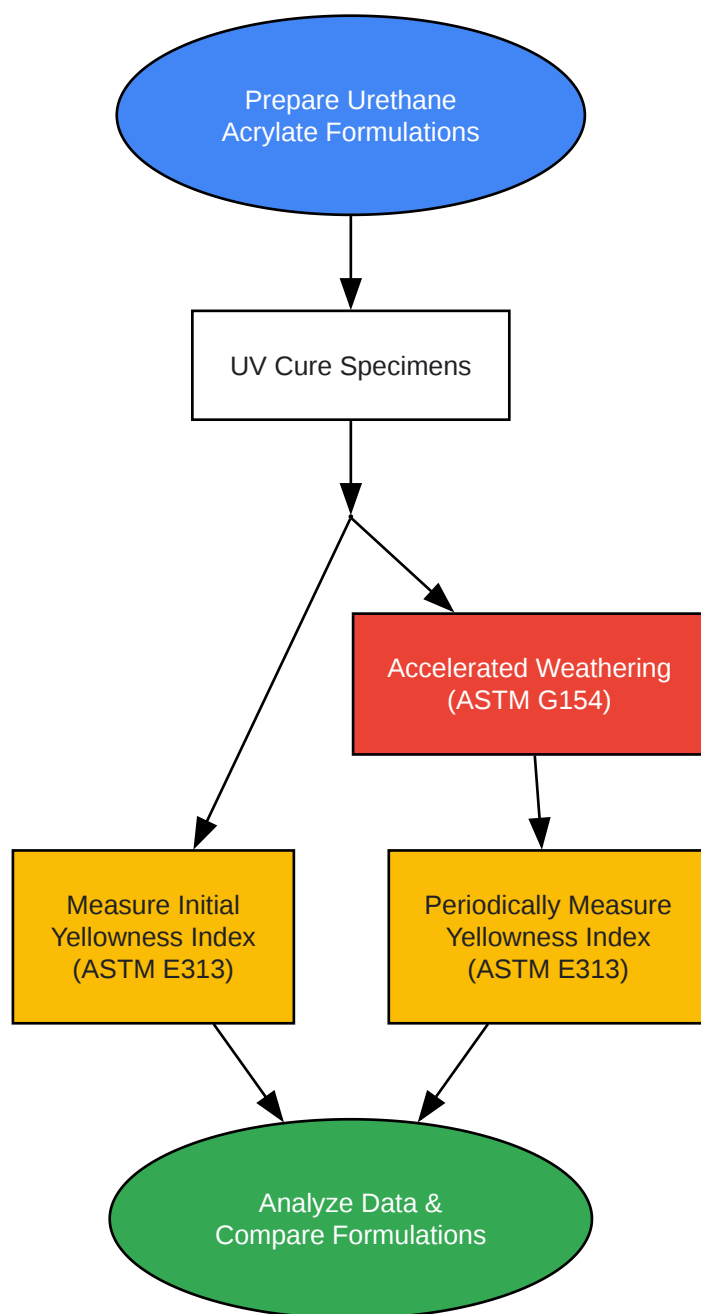 Prepare Urethane
Acrylate Formulations
UV Cure Specimens
Accelerated Weathering
(ASTM G154)
Measure Initial
Yellowness Index
(ASTM E313)
Periodically Measure
Yellowness Index
(ASTM E313)
Analyze Data &
Compare Formulations